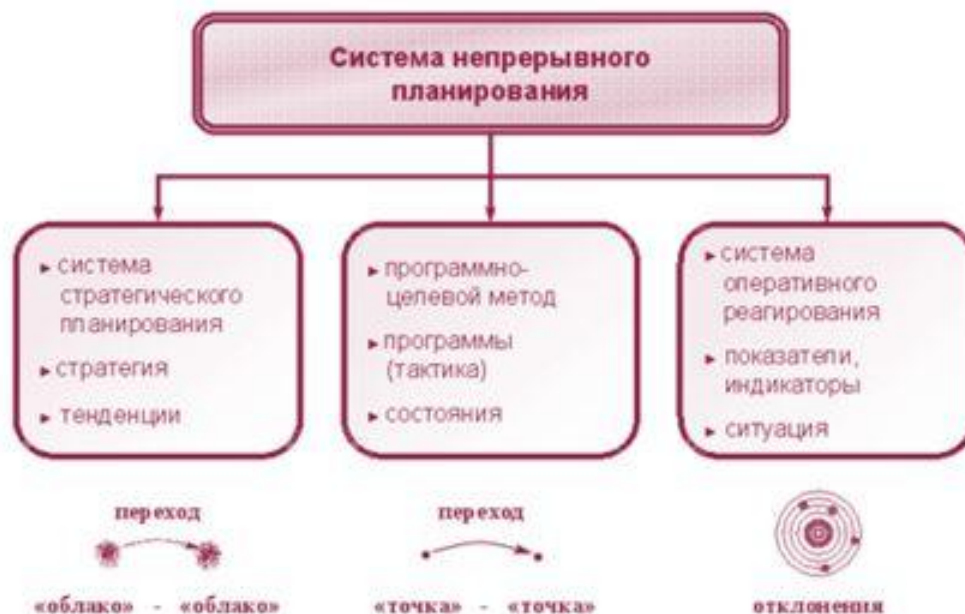 Система непрерывного
планирования
▸ система
стратегического
планирования
▸ стратегия
▸ тенденции
▸ программно-
целевой метод
▸ программы
(тактика)
▸ состояния
▸ система
оперативного
реагирования
▸ показатели,
индикаторы
▸ ситуация
переход
«облако» - «облако»
переход
«точка» - «точка»
отклонения